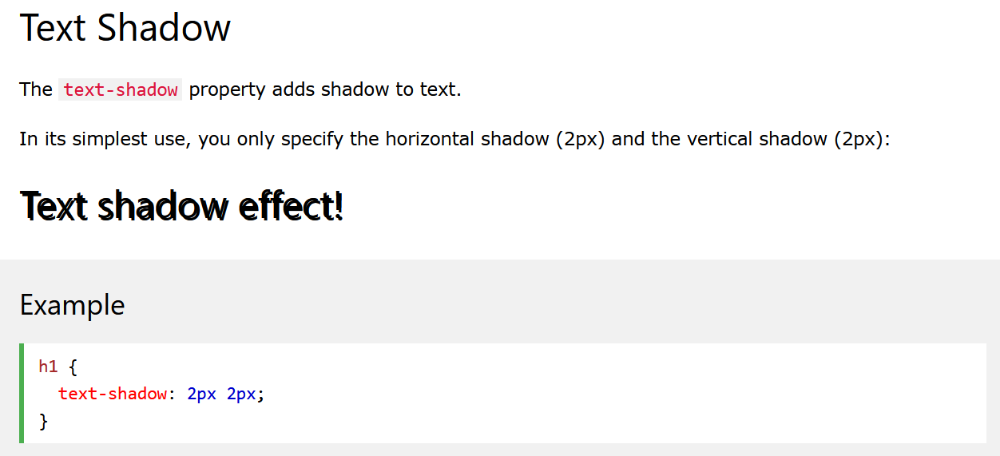 Text Shadow
The text-shadow property adds shadow to text.
In its simplest use, you only specify the horizontal shadow (2px) and the vertical shadow (2px):
Text shadow effect!
Example
h1 {
  text-shadow: 2px 2px;
}